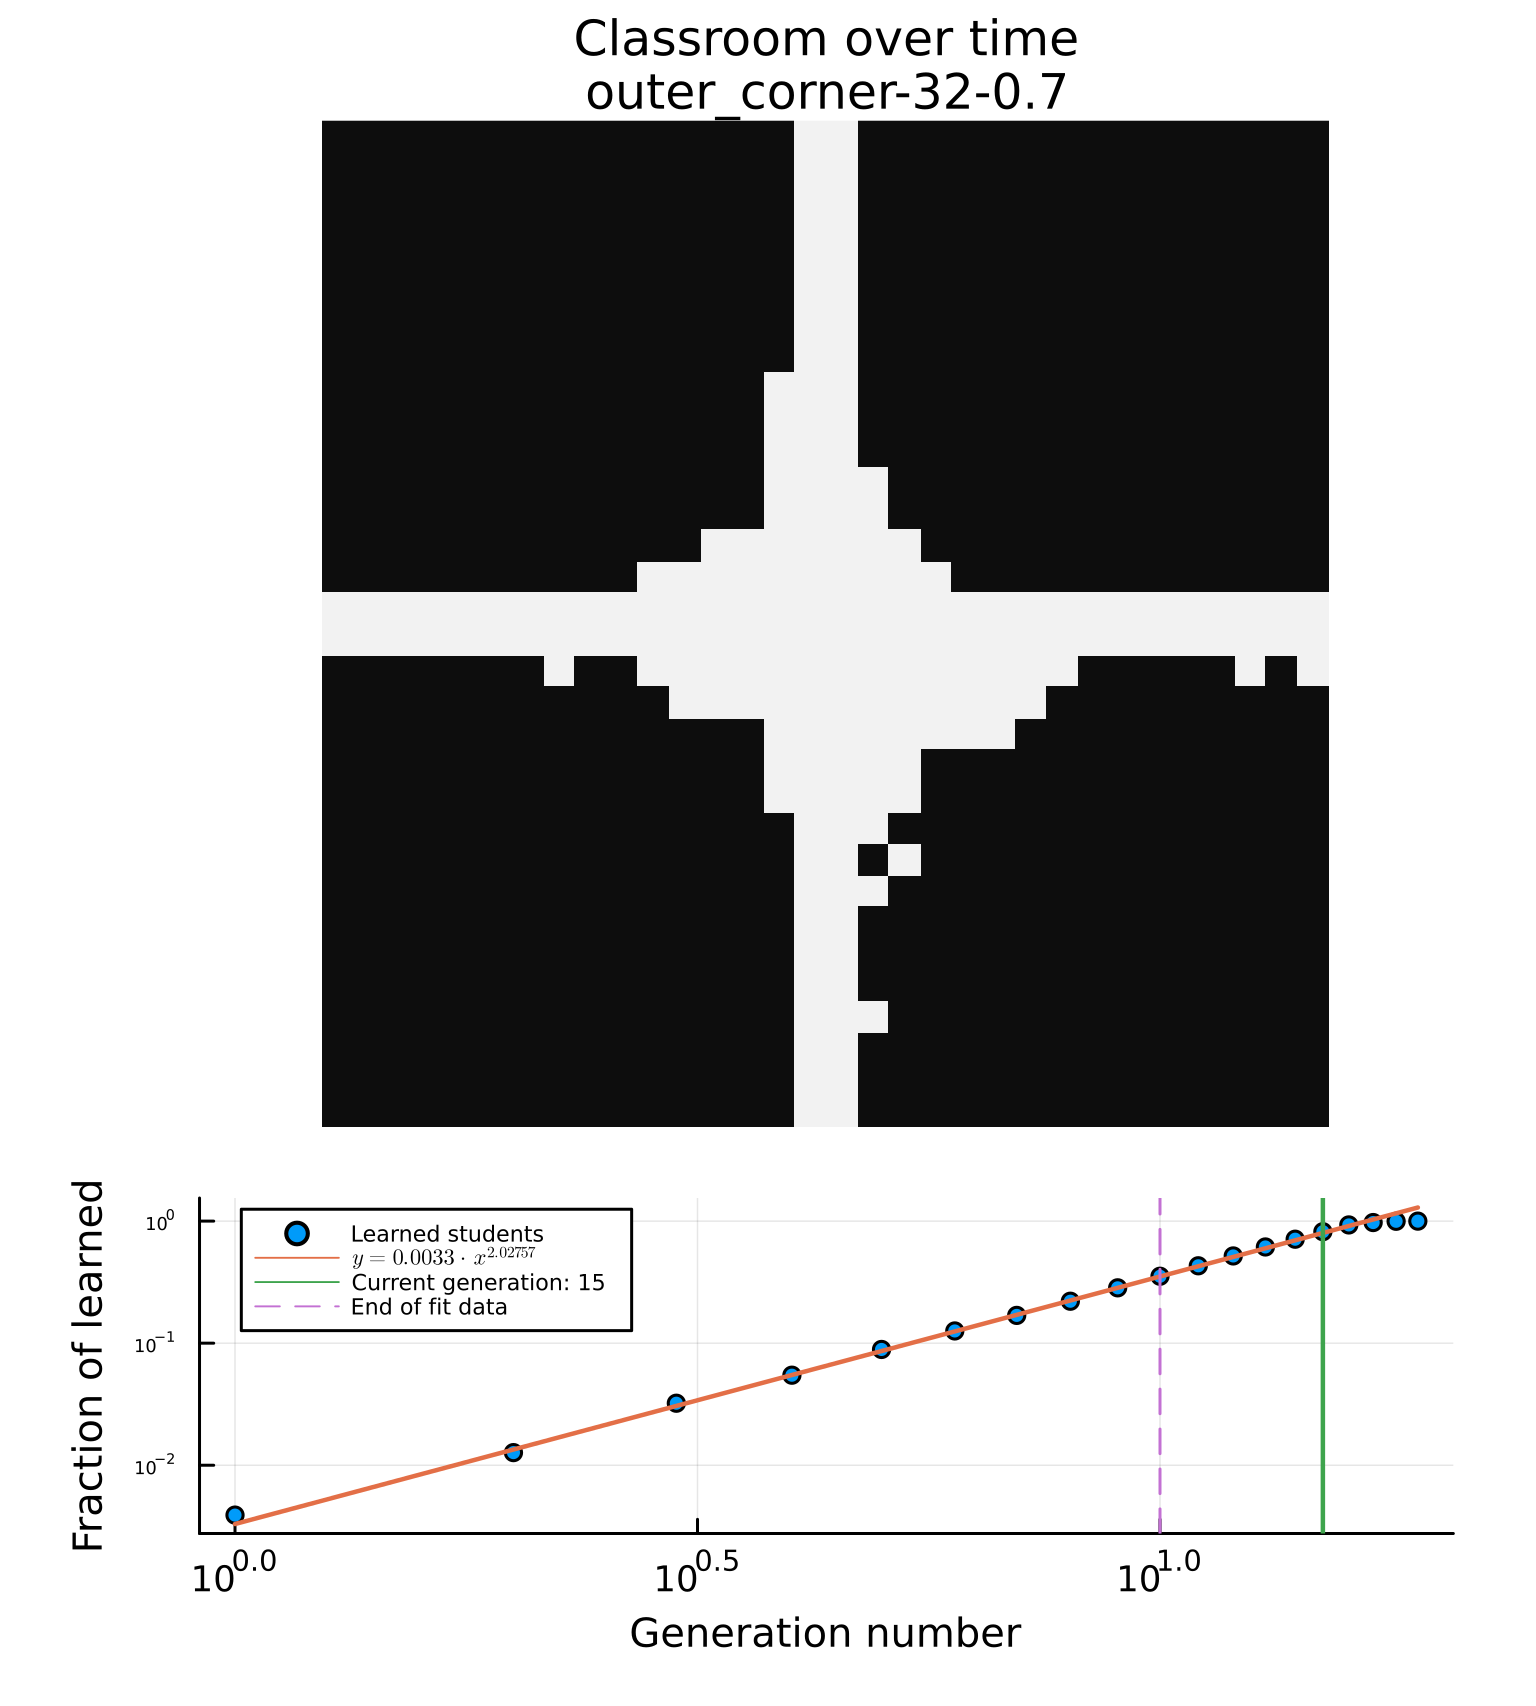 Classroom over time
outer_corner-32-0.7
Fraction of learned
10^0
10^−1
10^−2
Learned students
y = 0.0033 · x^2.02757
Current generation: 15
End of fit data
10^0.0 10^0.5 10^1.0
Generation number